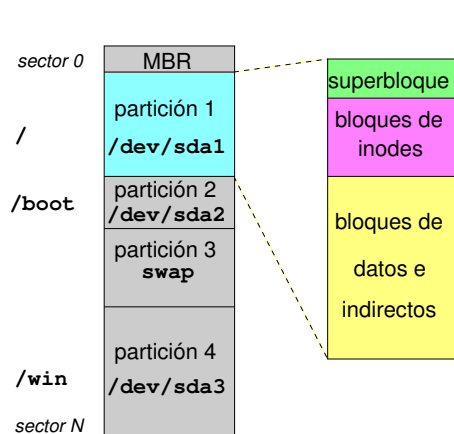 sector 0
MBR
partición 1
/dev/sda1
/
partición 2
/dev/sda2
/boot
partición 3
swap
partición 4
/dev/sda3
/win
sector N
superbloque
bloques de
inodes
bloques de
datos e
indirectos